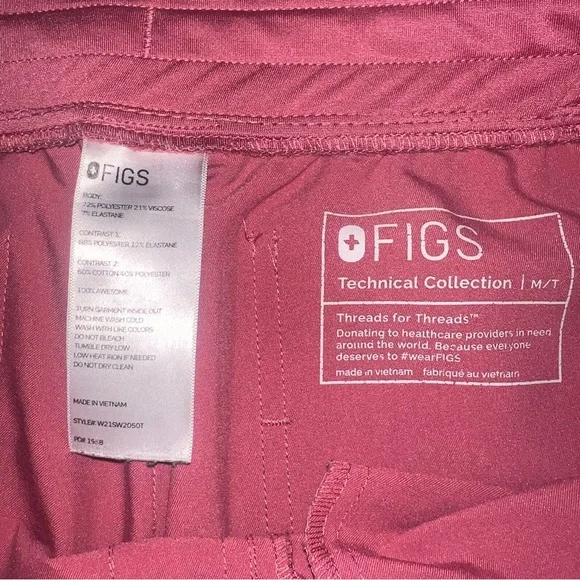 FIGS
BODY:
72% POLYESTER 21% VISCOSE
7% ELASTANE
CONTRAST 1:
88% POLYESTER, 12% ELASTANE
CONTRAST 2:
60% COTTON 40% POLYESTER
100% AWESOME
TURN GARMENT INSIDE OUT
MACHINE WASH COLD
WASH WITH LIKE COLORS
DO NOT BLEACH
TUMBLE DRY LOW
LOW HEAT IRON IF NEEDED
DO NOT DRY CLEAN
MADE IN VIETNAM
STYLE# W21SW2050T
PO#
FIGS
Technical Collection | M/T
Threads for Threads™
Donating to healthcare providers in need
around the world. Because everyone
deserves to #wearFIGS
made in vietnam fabriqué au vietnam